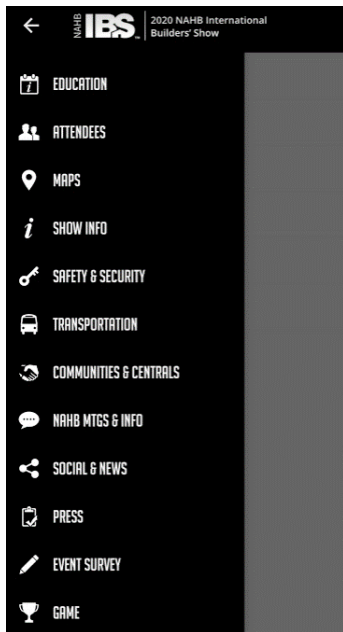 NAHB
IBS
2020 NAHB International
Builders' Show
EDUCATION
ATTENDEES
MAPS
SHOW INFO
SAFETY & SECURITY
TRANSPORTATION
COMMUNITIES & CENTRALS
NAHB MTGS & INFO
SOCIAL & NEWS
PRESS
EVENT SURVEY
GAME